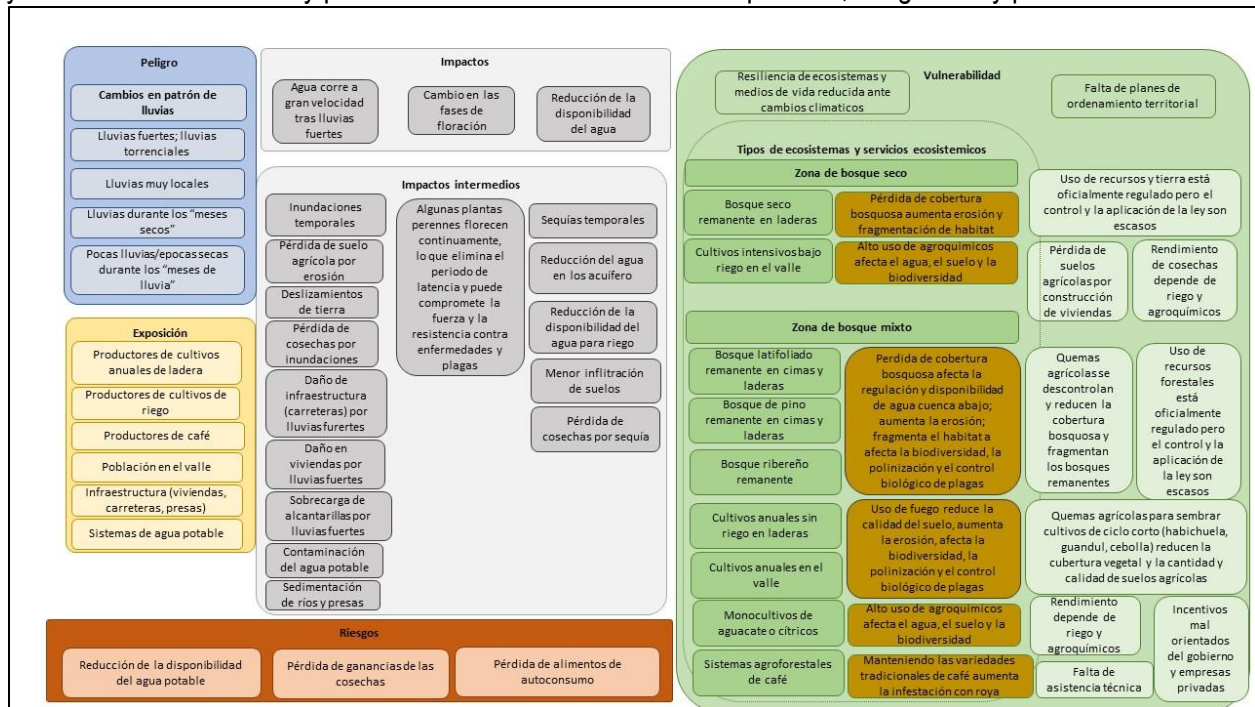 Peligro
Cambios en patrón de
lluvias
Lluvias fuertes; lluvias
torrenciales
Lluvias muy locales
Lluvias durante los “meses
secos”
Pocas lluvias/epocas secas
durante los “meses de
lluvia”
Exposición
Productores de cultivos
anuales de ladera
Productores de cultivos de
riego
Productores de café
Población en el valle
Infraestructura (viviendas,
carreteras, presas)
Sistemas de agua potable
Impactos
Agua corre a
gran velocidad
tras lluvias
fuertes
Cambio en las
fases de
floración
Reducción de la
disponibilidad
del agua
Impactos intermedios
Inundaciones
temporales
Pérdida de suelo
agrícola por
erosión
Deslizamientos
de tierra
Pérdida de
cosechas por
inundaciones
Daño de
infraestructura
(carreteras) por
lluvias fuertes
Daño en
viviendas por
lluvias fuertes
Sobrecarga de
alcantarillas por
lluvias fuertes
Contaminación
del agua potable
Sedimentación
de ríos y presas
Algunas plantas
perennes florecen
continuamente,
lo que elimina el
periodo de
latencia y puede
compromete la
fuerza y la
resistencia contra
enfermedades y
plagas
Sequías temporales
Reducción del agua
en los acuífero
Reducción de la
disponibilidad del
agua para riego
Menor inflitración
de suelos
Pérdida de
cosechas por sequía
Riesgos
Reducción de la disponibilidad
del agua potable
Pérdida de ganancias de las
cosechas
Pérdida de alimentos de
autoconsumo
Vulnerabilidad
Resiliencia de ecosistemas y
medios de vida reducida ante
cambios climaticos
Falta de planes de
ordenamiento territorial
Tipos de ecosistemas y servicios ecosistemicos
Zona de bosque seco
Bosque seco
remanente en laderas
Pérdida de cobertura
bosquosa aumenta erosión y
fragmentación de habitat
Cultivos intensivos bajo
riego en el valle
Alto uso de agroquímicos
afecta el agua, el suelo y la
biodiversidad
Uso de recursos y tierra está
oficialmente regulado pero el
control y la aplicación de la ley son
escasos
Pérdida de
suelos
agrícolas por
construcción
de viviendas
Rendimiento
de cosechas
depende de
riego y
agroquímicos
Zona de bosque mixto
Bosque latifoliado
remanente en cimas y
laderas
Bosque de pino
remanente en cimas y
laderas
Bosque ribereño
remanente
Perdida de cobertura
bosquosa afecta la
regulación y disponibilidad
de agua cuenca abajo;
aumenta la erosión;
fragmenta el habitat a
afecta la biodiversidad, la
polinización y el control
biológico de plagas
Quemas
agrícolas se
descontrolan
y reducen la
cobertura
bosquosa y
fragmentan
los bosques
remanentes
Uso de
recursos
forestales
está
oficialmente
regulado pero
el control y la
aplicación de
la ley son
escasos
Cultivos anuales sin
riego en laderas
Cultivos anuales en el
valle
Uso de fuego reduce la
calidad del suelo, aumenta
la erosión, afecta la
biodiversidad, la
polinización y el control
biológico de plagas
Quemas agrícolas para sembrar
cultivos de ciclo corto (habichuela,
guandul, cebolla) reducen la
cubertura vegetal y la cantidad y
calidad de suelos agrícolas
Monocultivos de
aguacate o cítricos
Alto uso de agroquímicos
afecta el agua, el suelo y la
biodiversidad
Rendimiento
depende de
riego y
agroquímicos
Incentivos
mal
orientados
del gobierno
y empresas
privadas
Sistemas agroforestales
de café
Manteniendo las variedades
tradicionales de café aumenta
la infestación con roya
Falta de
asistencia técnica